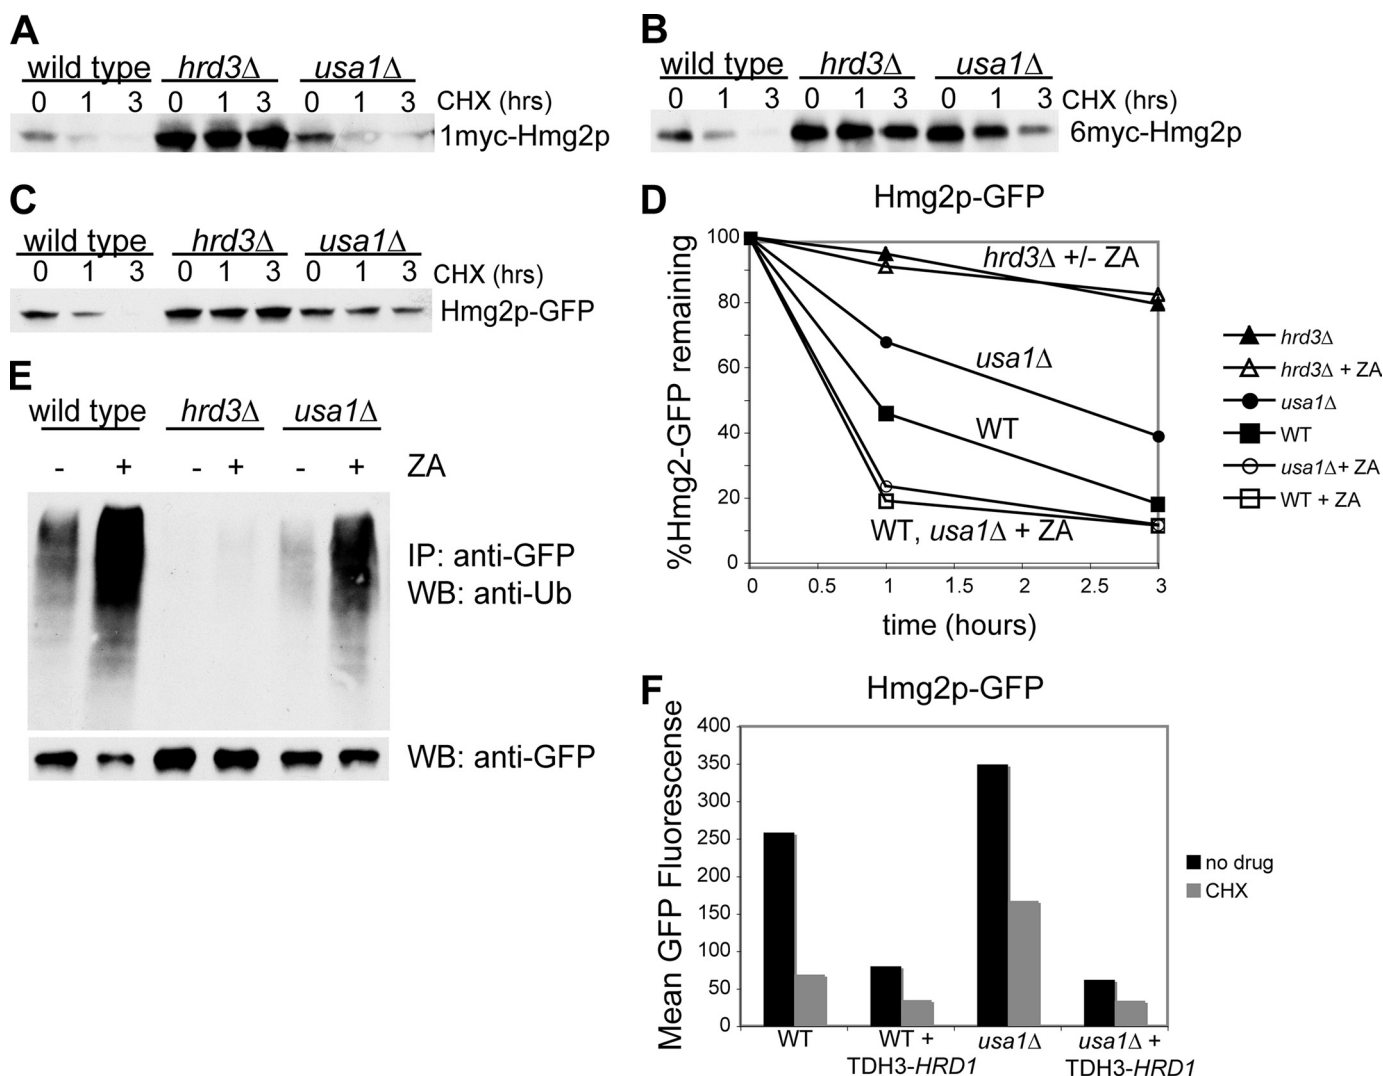 A
wild type hrd3Δ usa1Δ
0 1 3 0 1 3 0 1 3 CHX (hrs)
1myc-Hmg2p
B
wild type hrd3Δ usa1Δ
0 1 3 0 1 3 0 1 3 CHX (hrs)
6myc-Hmg2p
C
wild type hrd3Δ usa1Δ
0 1 3 0 1 3 0 1 3 CHX (hrs)
Hmg2p-GFP
D
Hmg2p-GFP
%Hmg2-GFP remaining
100
80
60
40
20
0
hrd3Δ +/- ZA
usa1Δ
WT
WT, usa1Δ + ZA
0 0.5 1 1.5 2 2.5 3
time (hours)
hrd3Δ
hrd3Δ + ZA
usa1Δ
WT
usa1Δ+ ZA
WT + ZA
E
wild type hrd3Δ usa1Δ
- + - + - + ZA
IP: anti-GFP
WB: anti-Ub
WB: anti-GFP
F
Hmg2p-GFP
Mean GFP Fluorescense
400
350
300
250
200
150
100
50
0
WT
WT +
TDH3-HRD1
usa1Δ
usa1Δ +
TDH3-HRD1
no drug
CHX